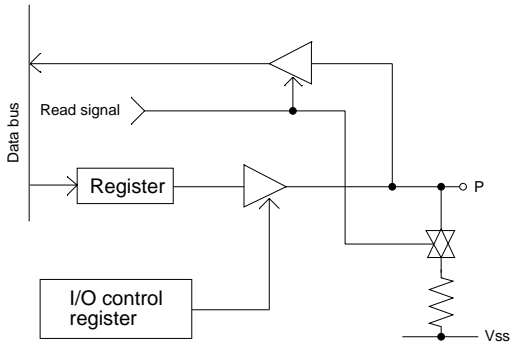 Data bus
Read signal
Register
P
I/O control
register
Vss